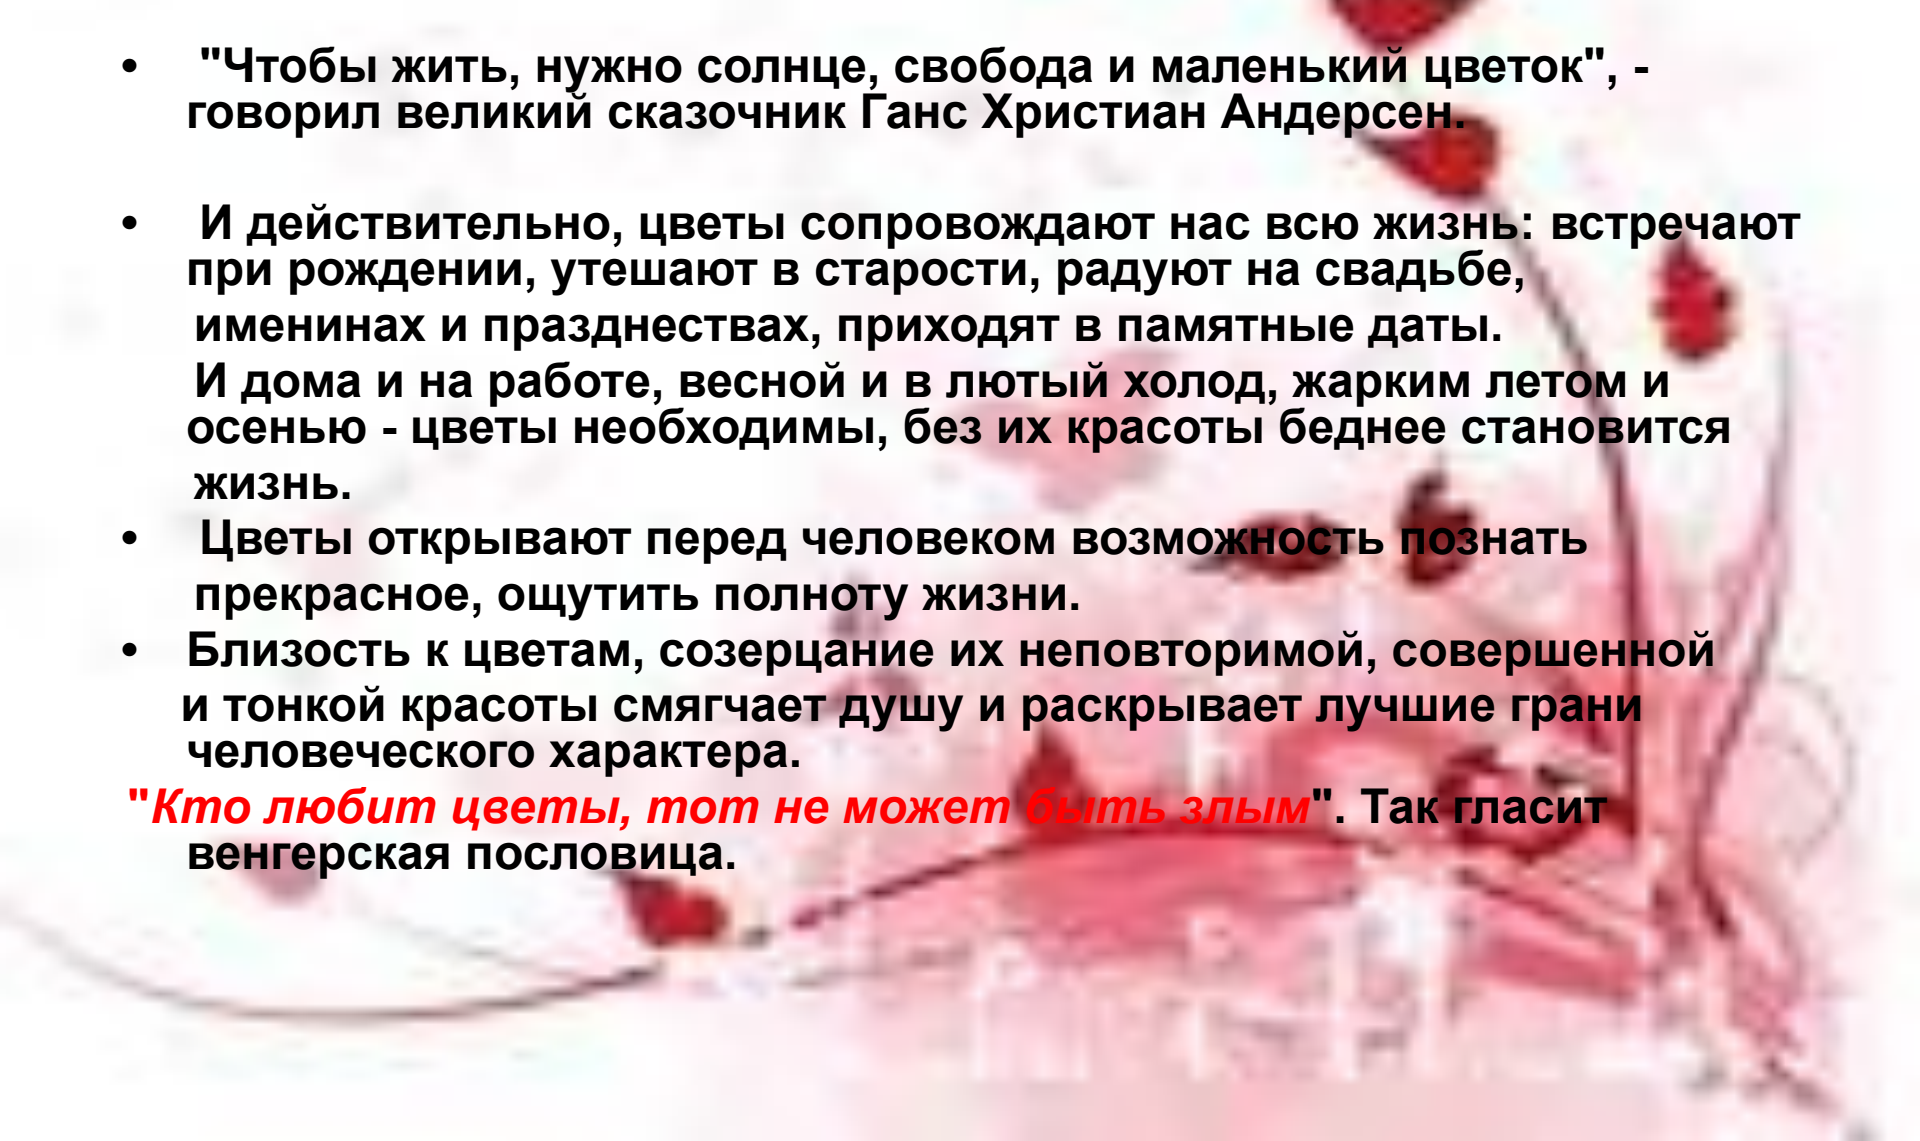 • "Чтобы жить, нужно солнце, свобода и маленький цветок", -
говорил великий сказочник Ганс Христиан Андерсен.
• И действительно, цветы сопровождают нас всю жизнь: встречают
при рождении, утешают в старости, радуют на свадьбе,
именинах и празднествах, приходят в памятные даты.
И дома и на работе, весной и в лютый холод, жарким летом и
осенью - цветы необходимы, без их красоты беднее становится
жизнь.
• Цветы открывают перед человеком возможность познать
прекрасное, ощутить полноту жизни.
• Близость к цветам, созерцание их неповторимой, совершенной
и тонкой красоты смягчает душу и раскрывает лучшие грани
человеческого характера.
"Кто любит цветы, тот не может быть злым". Так гласит
венгерская пословица.